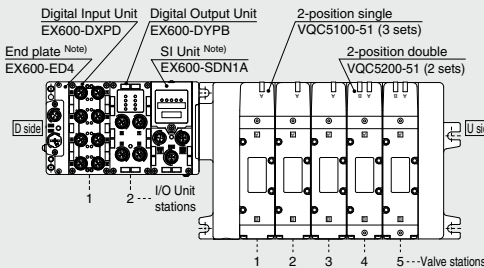 Digital Input Unit
EX600-DXPD
Digital Output Unit
EX600-DYPB
2-position single
VQC5100-51 (3 sets)
End plate Note)
EX600-ED4
SI Unit Note)
EX600-SDN1A
2-position double
VQC5200-51 (2 sets)
D side
U si
1
2
I/O Unit
stations
1
2
3
4
5
Valve stations